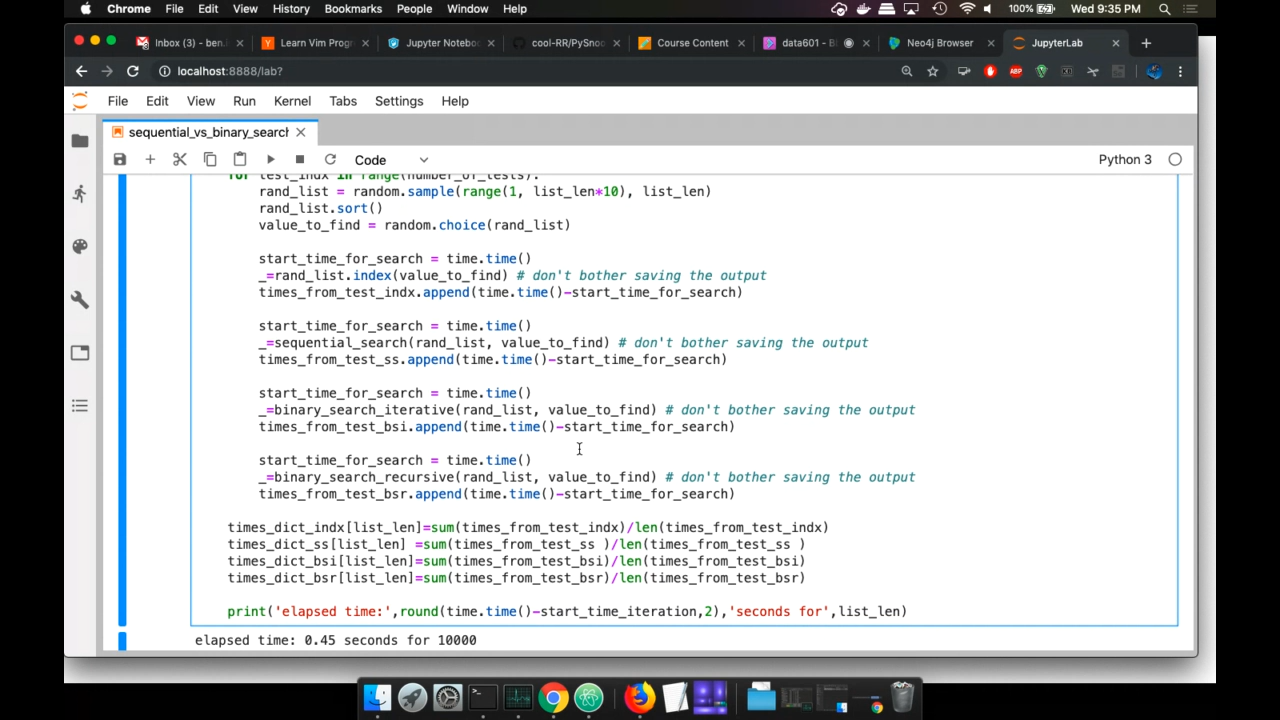 Chrome File Edit View History Bookmarks People Window Help 100% Wed 9:35 PM
Inbox (3) - ben. Learn Vim Prog Jupyter Notebo cool-RR/PySnoo Course Content data601 - B Neo4j Browser JupyterLab
localhost:8888/lab?
File Edit View Run Kernel Tabs Settings Help
sequential_vs_binary_search
Code Python 3
for test_indx in range(number_of_tests):
rand_list = random.sample(range(1, list_len*10), list_len)
rand_list.sort()
value_to_find = random.choice(rand_list)
start_time_for_search = time.time()
_=rand_list.index(value_to_find) # don't bother saving the output
times_from_test_indx.append(time.time()-start_time_for_search)
start_time_for_search = time.time()
_=sequential_search(rand_list, value_to_find) # don't bother saving the output
times_from_test_ss.append(time.time()-start_time_for_search)
start_time_for_search = time.time()
_=binary_search_iterative(rand_list, value_to_find) # don't bother saving the output
times_from_test_bsi.append(time.time()-start_time_for_search)
start_time_for_search = time.time()
_=binary_search_recursive(rand_list, value_to_find) # don't bother saving the output
times_from_test_bsr.append(time.time()-start_time_for_search)
times_dict_indx[list_len]=sum(times_from_test_indx)/len(times_from_test_indx)
times_dict_ss[list_len] =sum(times_from_test_ss )/len(times_from_test_ss )
times_dict_bsi[list_len]=sum(times_from_test_bsi)/len(times_from_test_bsi)
times_dict_bsr[list_len]=sum(times_from_test_bsr)/len(times_from_test_bsr)
print('elapsed time:',round(time.time()-start_time_iteration,2),'seconds for',list_len)
elapsed time: 0.45 seconds for 10000